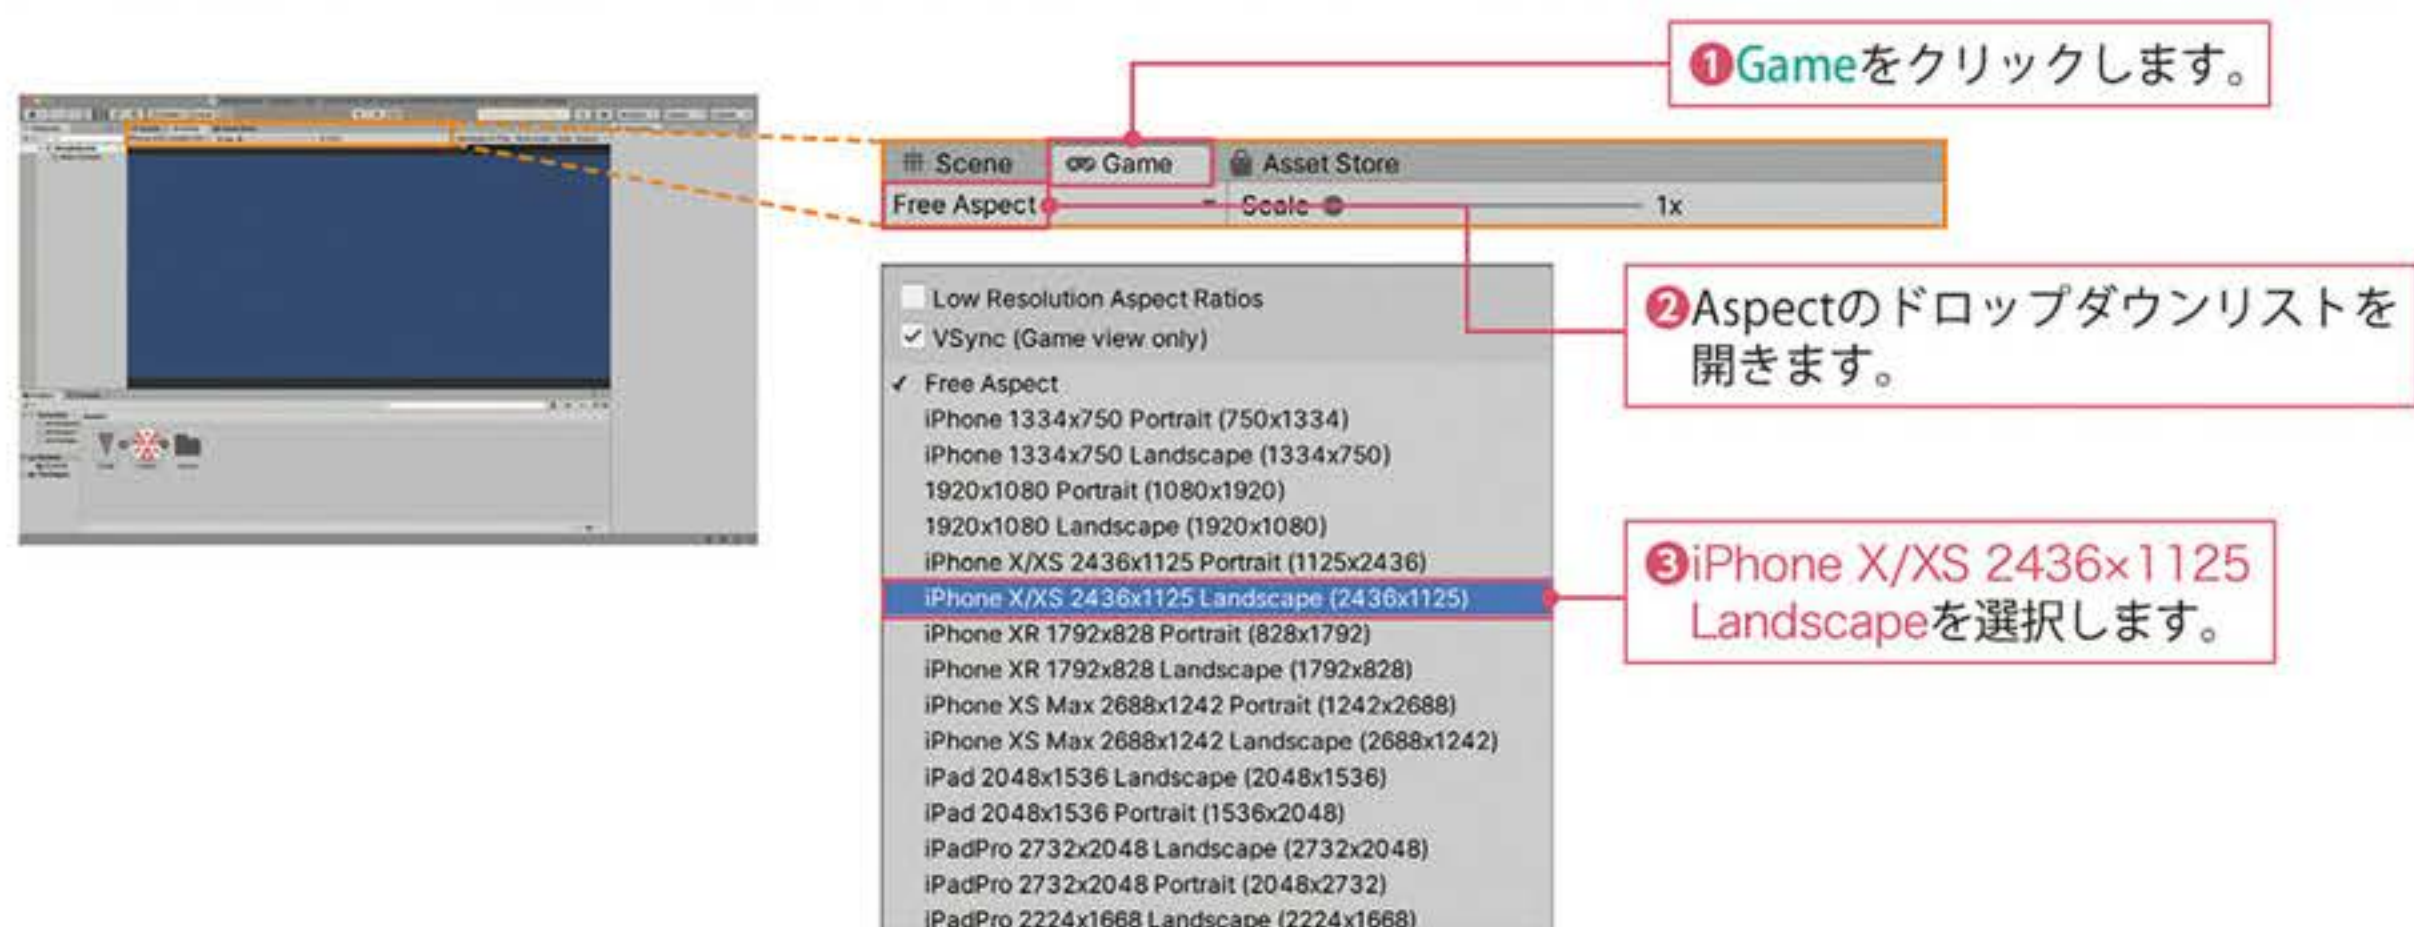 ❶Gameをクリックします。
Scene
Game
Asset Store
Free Aspect
Scale
1x
❷Aspectのドロップダウンリストを
開きます。
Low Resolution Aspect Ratios
VSync (Game view only)
Free Aspect
iPhone 1334x750 Portrait (750x1334)
iPhone 1334x750 Landscape (1334x750)
1920x1080 Portrait (1080x1920)
1920x1080 Landscape (1920x1080)
iPhone X/XS 2436x1125 Portrait (1125x2436)
iPhone X/XS 2436x1125 Landscape (2436x1125)
iPhone XR 1792x828 Portrait (828x1792)
iPhone XR 1792x828 Landscape (1792x828)
iPhone XS Max 2688x1242 Portrait (1242x2688)
iPhone XS Max 2688x1242 Landscape (2688x1242)
iPad 2048x1536 Landscape (2048x1536)
iPad 2048x1536 Portrait (1536x2048)
iPadPro 2732x2048 Landscape (2732x2048)
iPadPro 2732x2048 Portrait (2048x2732)
iPadPro 2224x1668 Landscape (2224x1668)
❸iPhone X/XS 2436×1125
Landscapeを選択します。